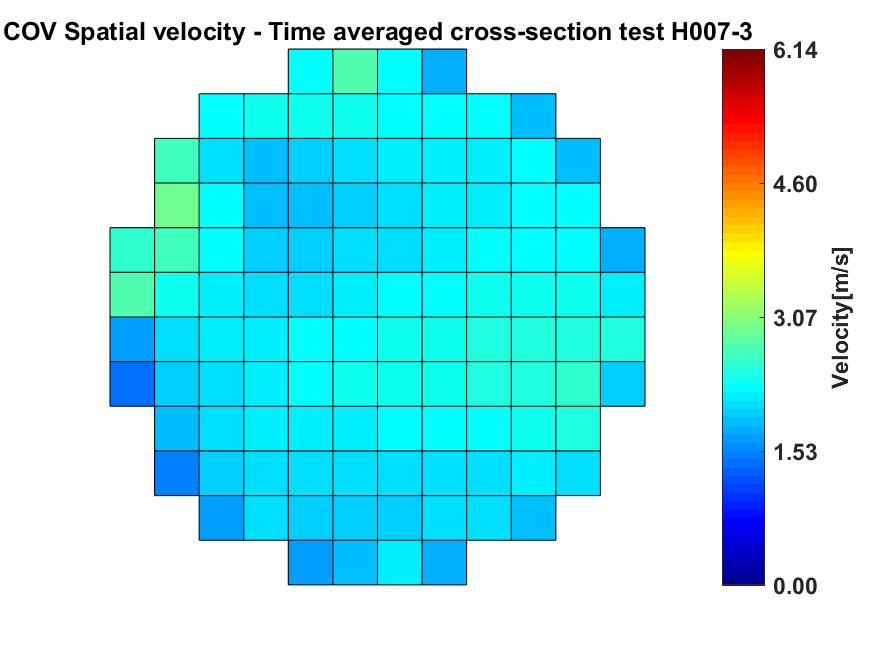 COV Spatial velocity - Time averaged cross-section test H007-3
6.14
4.60
3.07
1.53
0.00
Velocity[m/s]